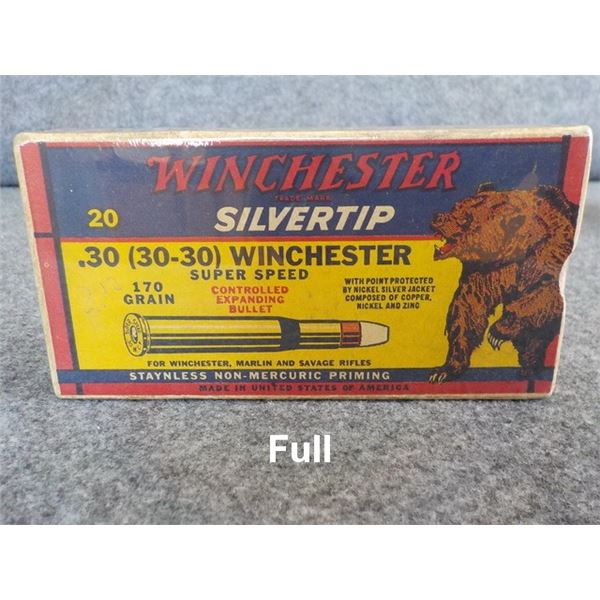 WINCHESTER
TRADE MARK
20 SILVERTIP
.30 (30-30) WINCHESTER
SUPER SPEED
170
GRAIN
CONTROLLED
EXPANDING
BULLET
WITH POINT PROTECTED
BY NICKEL SILVER JACKET
COMPOSED OF COPPER,
NICKEL AND ZINC
FOR WINCHESTER, MARLIN AND SAVAGE RIFLES
STAYNLESS NON-MERCURIC PRIMING
MADE IN UNITED STATES OF AMERICA
Full